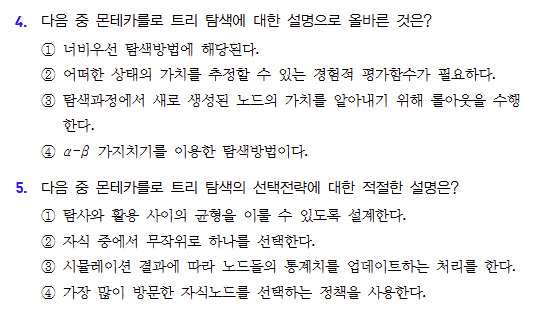 4. 다음 중 몬테카를로 트리 탐색에 대한 설명으로 올바른 것은?
① 너비우선 탐색방법에 해당된다.
② 어떠한 상태의 가치를 추정할 수 있는 경험적 평가함수가 필요하다.
③ 탐색과정에서 새로 생성된 노드의 가치를 알아내기 위해 롤아웃을 수행
한다.
④ α-β 가지치기를 이용한 탐색방법이다.
5. 다음 중 몬테카를로 트리 탐색의 선택전략에 대한 적절한 설명은?
① 탐사와 활용 사이의 균형을 이룰 수 있도록 설계한다.
② 자식 중에서 무작위로 하나를 선택한다.
③ 시뮬레이션 결과에 따라 노드들의 통계치를 업데이트하는 처리를 한다.
④ 가장 많이 방문한 자식노드를 선택하는 정책을 사용한다.